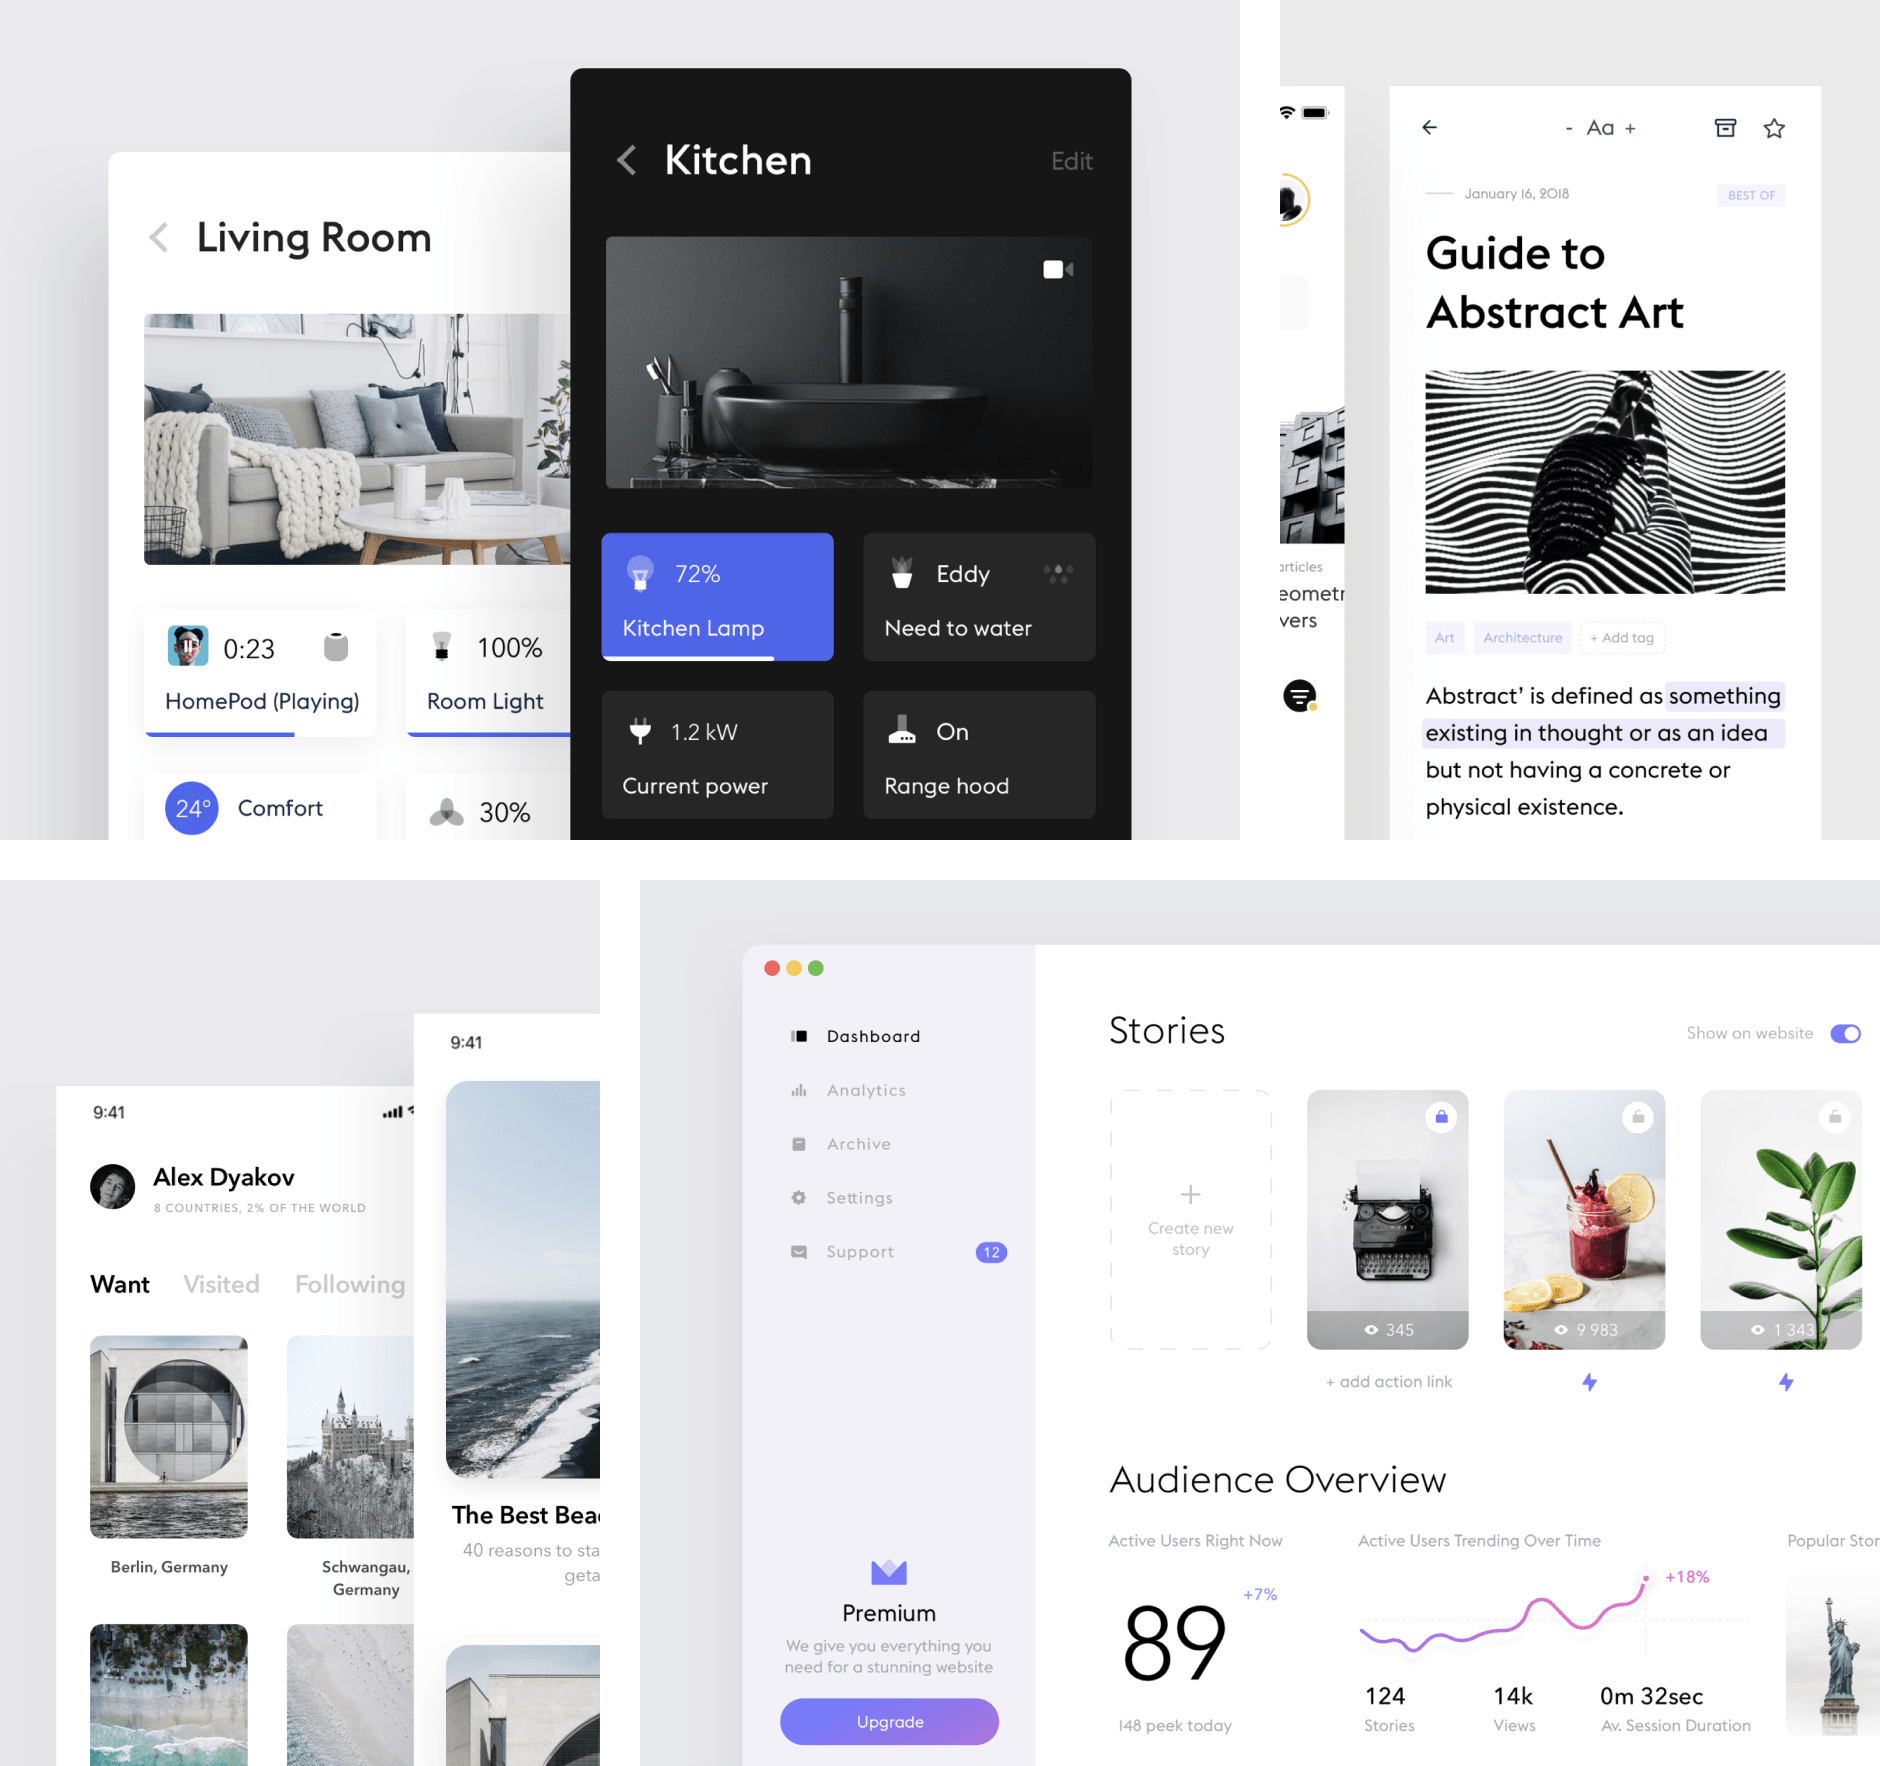 Living Room
0:23
HomePod (Playing)
100%
Room Light
24°
Comfort
30%
Kitchen
Edit
72%
Kitchen Lamp
Eddy
Need to water
1.2 kW
Current power
On
Range hood
articles
vers
- Aa +
January 16, 2018
BEST OF
Guide to
Abstract Art
Art
Architecture
+ Add tag
Abstract’ is defined as something
existing in thought or as an idea
but not having a concrete or
physical existence.
9:41
Alex Dyakov
8 COUNTRIES, 2% OF THE WORLD
Want
Visited
Following
Berlin, Germany
Schwangau,
Germany
9:41
The Best Bea
40 reasons to sta
geta
Dashboard
Analytics
Archive
Settings
Support
12
Premium
We give you everything you
need for a stunning website
Upgrade
Stories
Show on website
Create new
story
345
9 983
1 343
+ add action link
Audience Overview
Active Users Right Now
+7%
89
148 peek today
Active Users Trending Over Time
+18%
124
Stories
14k
Views
0m 32sec
Av. Session Duration
Popular Stor